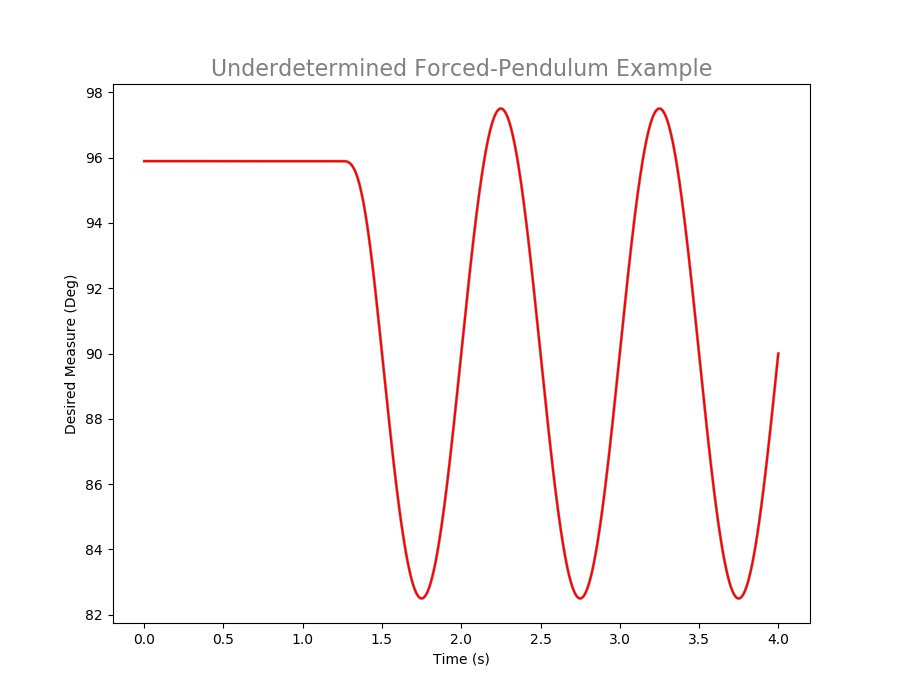 Underdetermined Forced-Pendulum Example
Desired Measure (Deg)
98
96
94
92
90
88
86
84
82
0.0 0.5 1.0 1.5 2.0 2.5 3.0 3.5 4.0
Time (s)